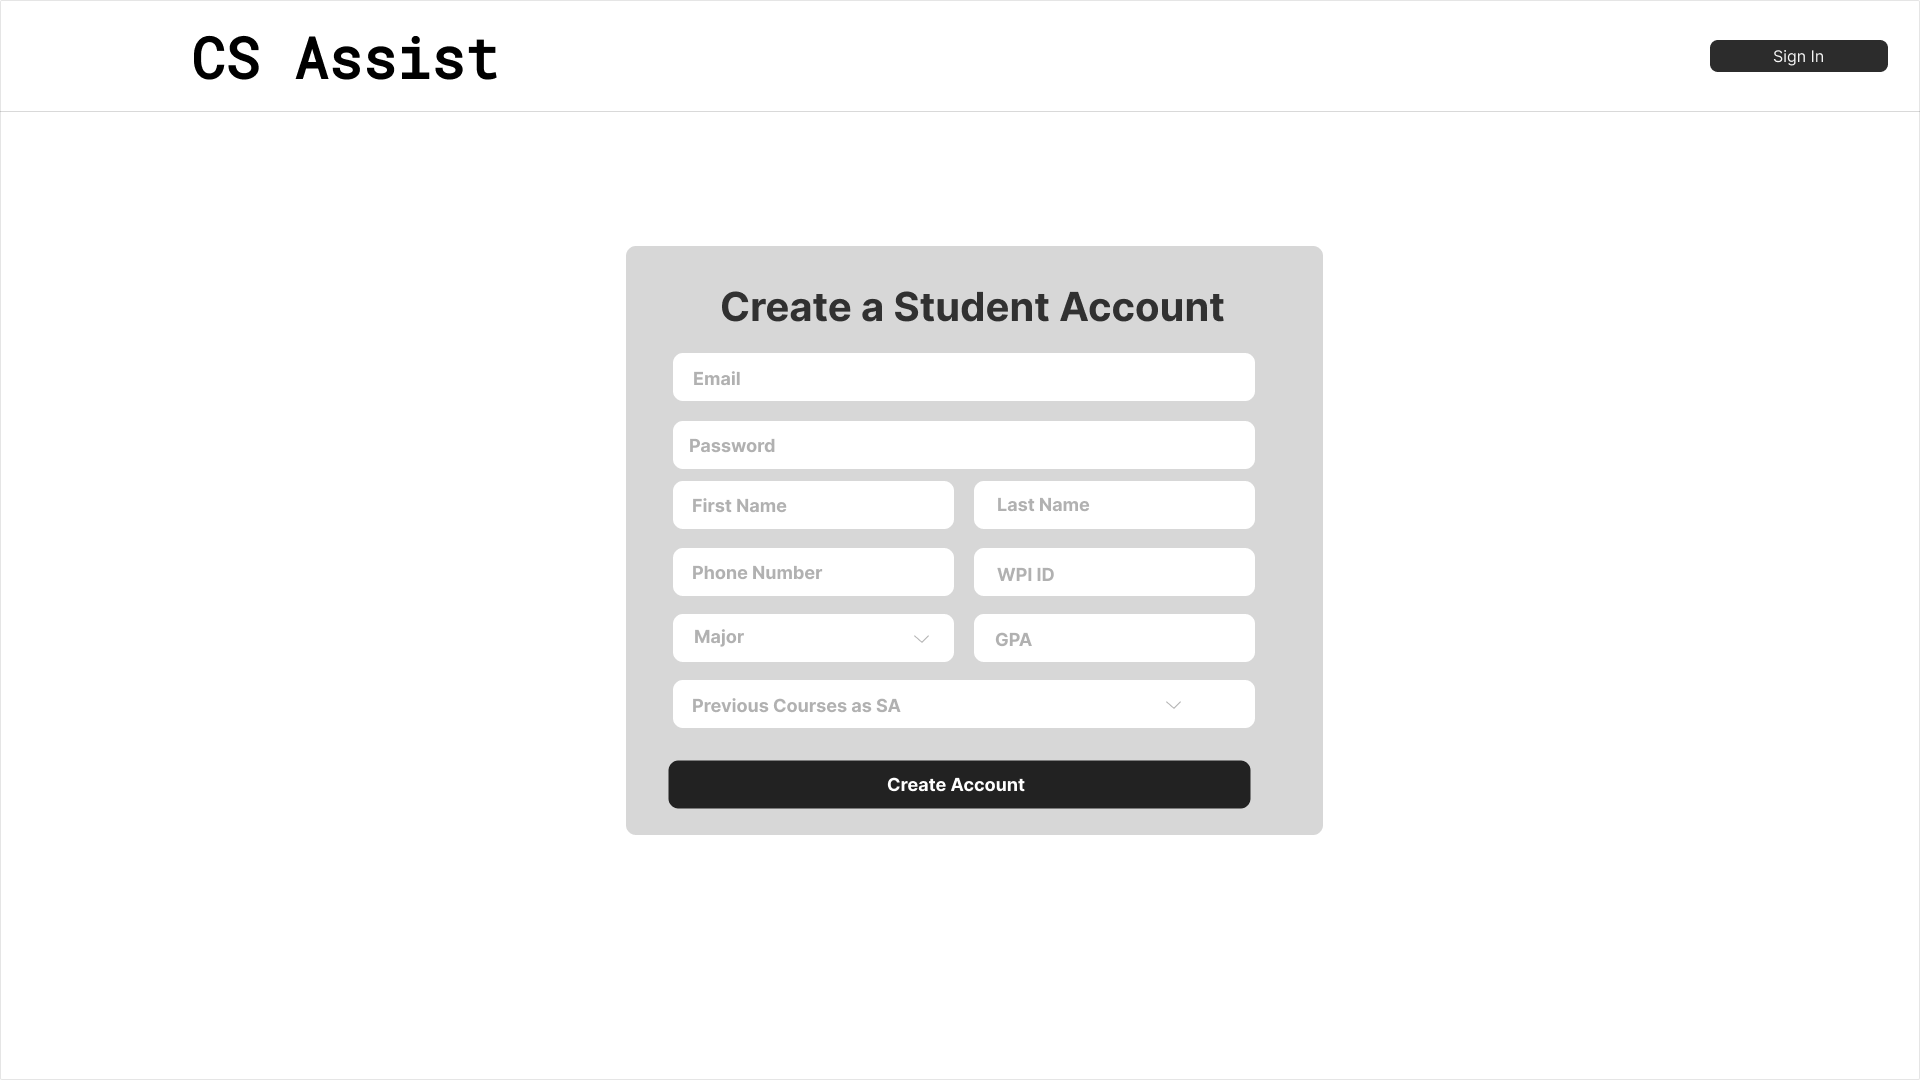 CS Assist
Sign In
Create a Student Account
Email
Password
First Name
Last Name
Phone Number
WPI ID
Major
GPA
Previous Courses as SA
Create Account